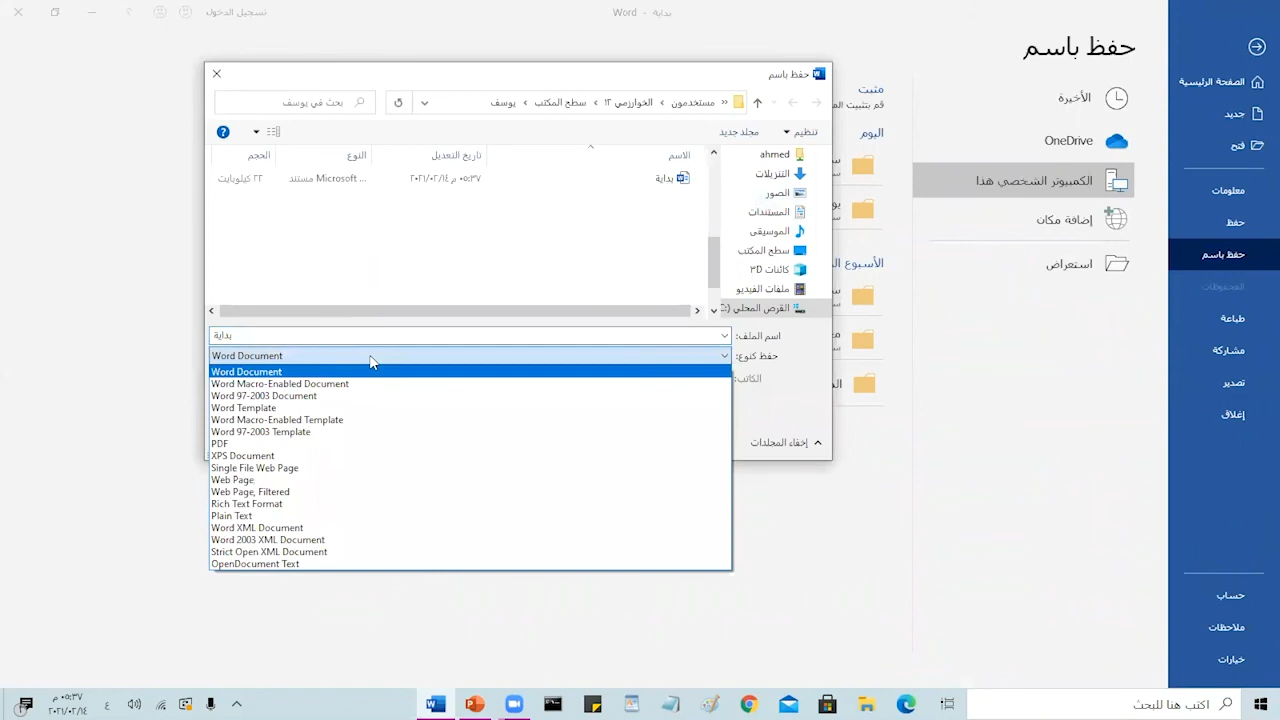 بداية - Word
تسجيل الدخول
الصفحة الرئيسية
جديد
فتح
معلومات
حفظ
حفظ باسم
المحفوظات
طباعة
مشاركة
تصدير
إغلاق
حساب
ملاحظات
خيارات
حفظ باسم
الأخيرة
OneDrive
الكمبيوتر الشخصي هذا
إضافة مكان
استعراض
مثبت
اليوم
حفظ باسم
» مستخدمون › الخوارزمي ١٢ › سطح المكتب › يوسف
بحث في يوسف
تنظيم
مجلد جديد
ahmed
التنزيلات
الصور
المستندات
الموسيقى
سطح المكتب
كائنات ٣D
ملفات الفيديو
القرص المحلي (C:)
الاسم تاريخ التعديل النوع الحجم
بداية ٠٥:٣٧ م ٢٠٢١/٠٢/١٤ مستند Microsoft ... ٢٢ كيلوبايت
اسم الملف: بداية
حفظ كنوع: Word Document
الكاتب:
Word Document
Word Macro-Enabled Document
Word 97-2003 Document
Word Template
Word Macro-Enabled Template
Word 97-2003 Template
PDF
XPS Document
Single File Web Page
Web Page
Web Page, Filtered
Rich Text Format
Plain Text
Word XML Document
Word 2003 XML Document
Strict Open XML Document
OpenDocument Text
إخفاء المجلدات
اكتب هنا للبحث
ع
٠٥:٣٧ م
٢٠٢١/٠٢/١٤